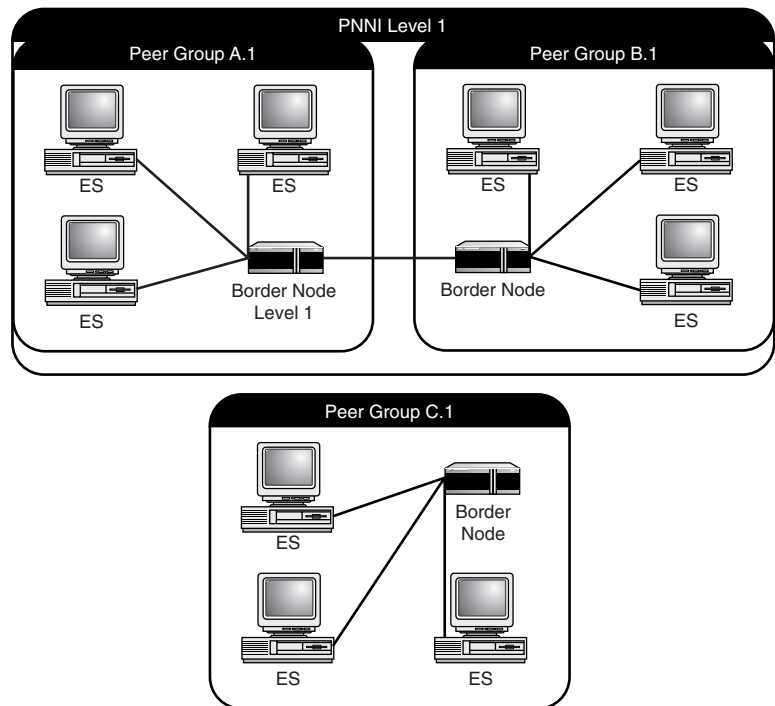 PNNI Level 1
Peer Group A.1
Peer Group B.1
ES
ES
ES
ES
ES
ES
Border Node
Level 1
Border Node
Peer Group C.1
ES
Border
Node
ES
ES